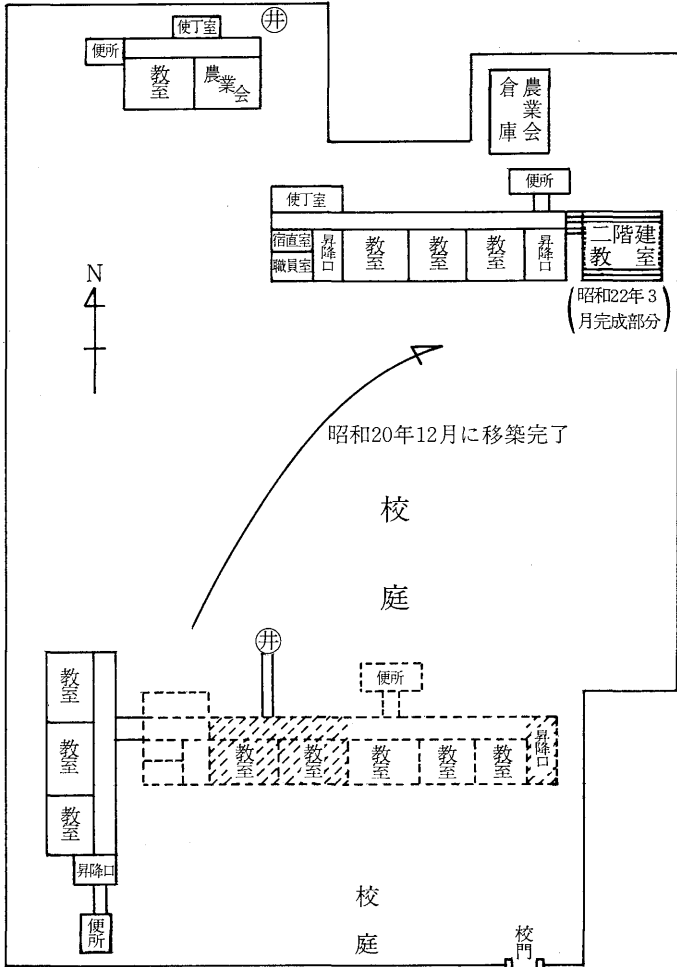 使丁室
井
便所
教室
農業会
農業会
倉庫
便所
使丁室
宿直室
職員室
昇降口
教室
教室
教室
昇降口
二階建
教室
(昭和22年3
月完成部分)
N
昭和20年12月に移築完了
校
庭
井
便所
教室
教室
教室
教室
教室
教室
教室
教室
昇降口
昇降口
便所
校
庭
校門